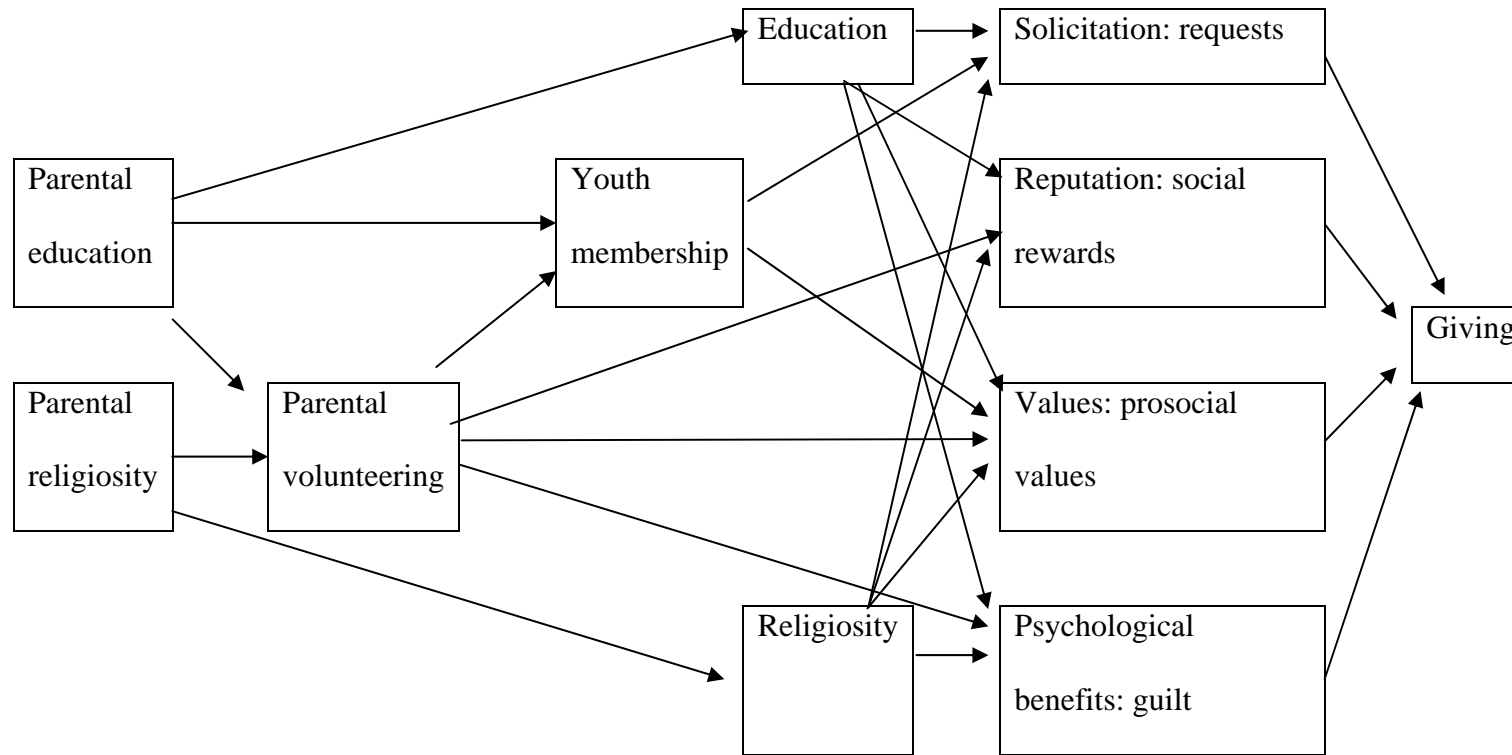 Education
Solicitation: requests
Parental
education
Youth
membership
Reputation: social
rewards
Giving
Parental
religiosity
Parental
volunteering
Values: prosocial
values
Religiosity
Psychological
benefits: guilt